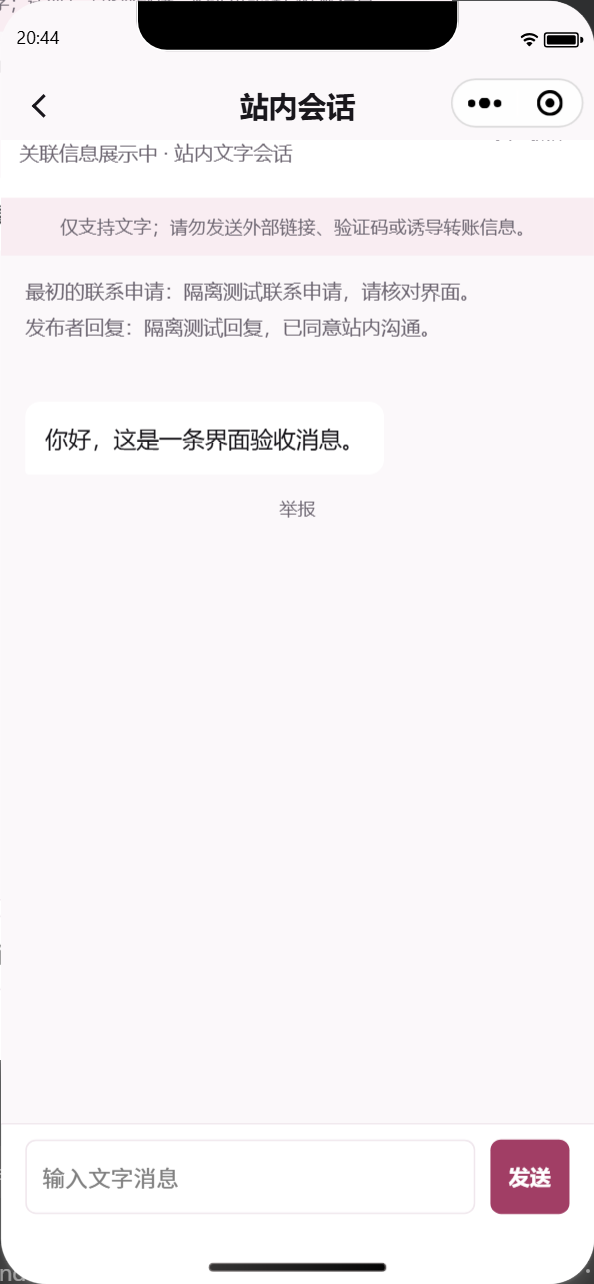 20:44
站内会话
关联信息展示中 · 站内文字会话
仅支持文字；请勿发送外部链接、验证码或诱导转账信息。
最初的联系申请：隔离测试联系申请，请核对界面。
发布者回复：隔离测试回复，已同意站内沟通。
你好，这是一条界面验收消息。
举报
输入文字消息
发送